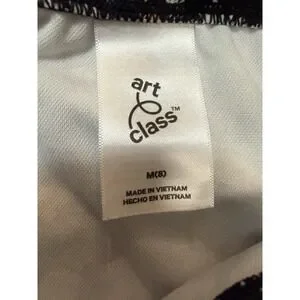 art
class™
M(8)
MADE IN VIETNAM
HECHO EN VIETNAM